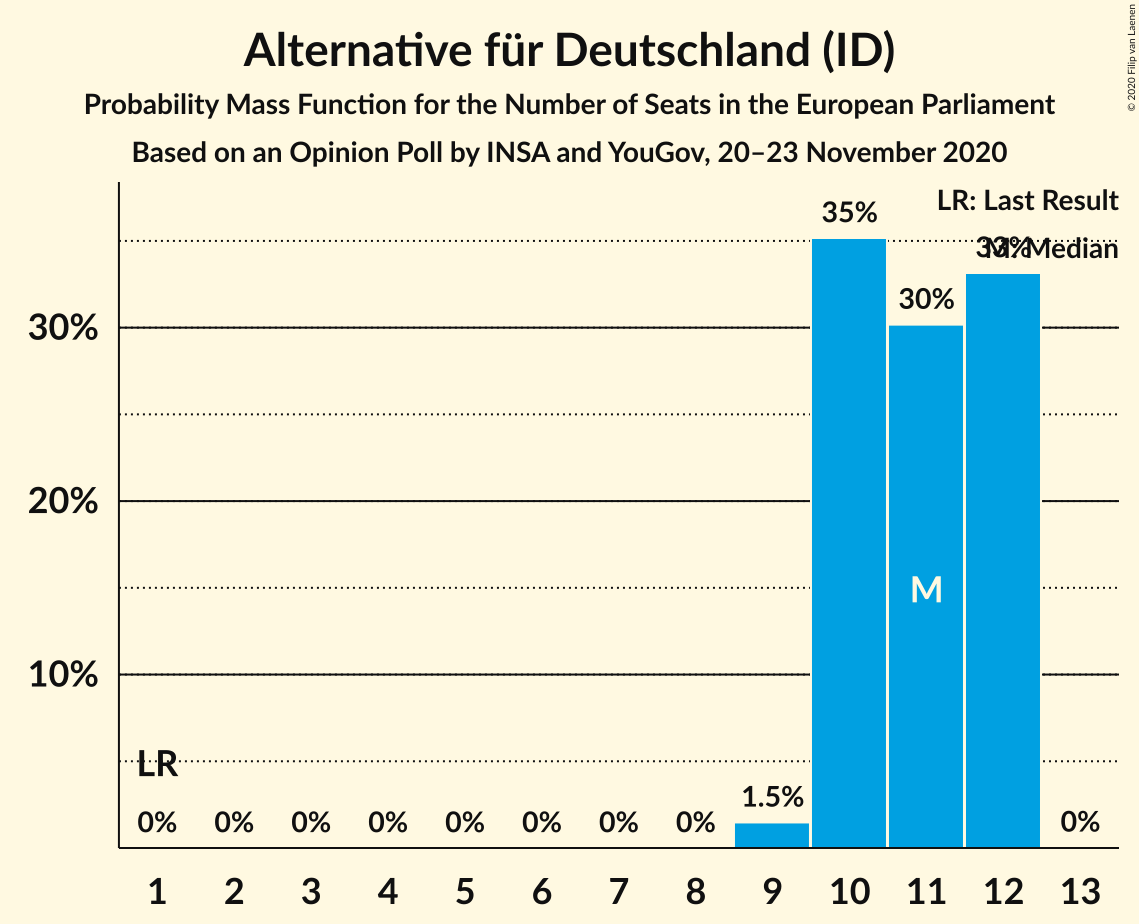 Alternative für Deutschland (ID)
Probability Mass Function for the Number of Seats in the European Parliament
Based on an Opinion Poll by INSA and YouGov, 20–23 November 2020
© 2020 Filip van Laenen
LR: Last Result
M: Median
35%
33%
30%
30%
20%
M
10%
LR
1.5%
0% 0% 0% 0% 0% 0% 0% 0% 0%
1 2 3 4 5 6 7 8 9 10 11 12 13